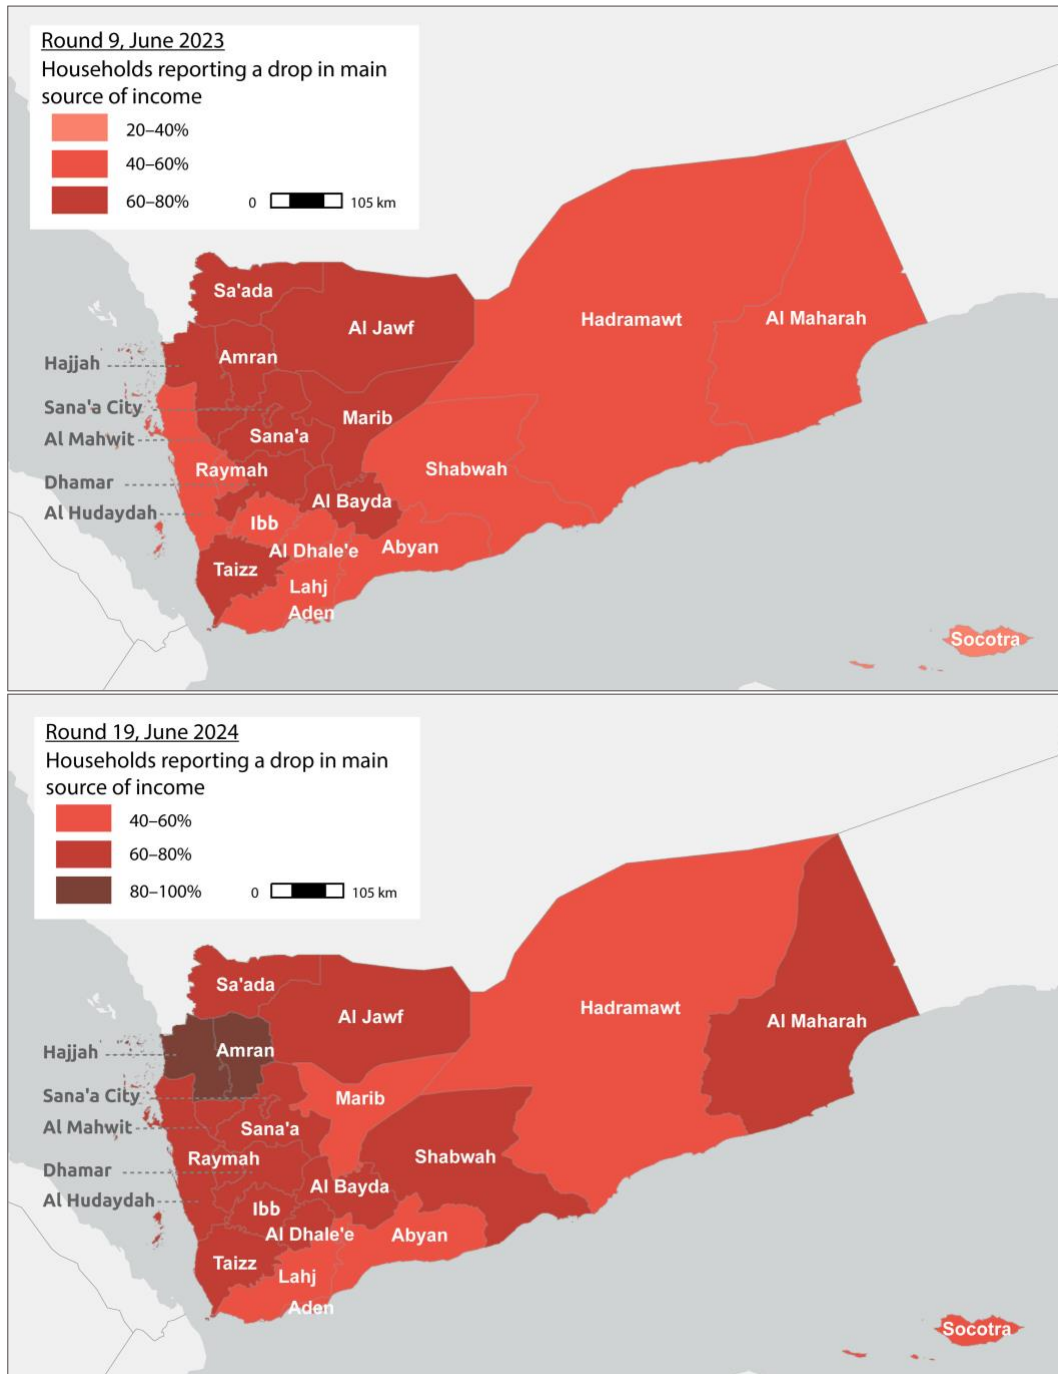 Round 9, June 2023
Households reporting a drop in main
source of income
20–40%
40–60%
60–80%
0 105 km
Sa'ada
Al Jawf
Hadramawt
Al Maharah
Amran
Hajjah
Sana'a City
Marib
Al Mahwit
Sana'a
Raymah
Shabwah
Dhamar
Al Bayda
Al Hudaydah
Ibb
Al Dhale'e
Abyan
Taizz
Lahj
Aden
Socotra
Round 19, June 2024
Households reporting a drop in main
source of income
40–60%
60–80%
80–100%
0 105 km
Sa'ada
Al Jawf
Hadramawt
Al Maharah
Hajjah
Amran
Sana'a City
Marib
Al Mahwit
Sana'a
Raymah
Shabwah
Dhamar
Al Bayda
Al Hudaydah
Ibb
Al Dhale'e
Abyan
Taizz
Lahj
Aden
Socotra